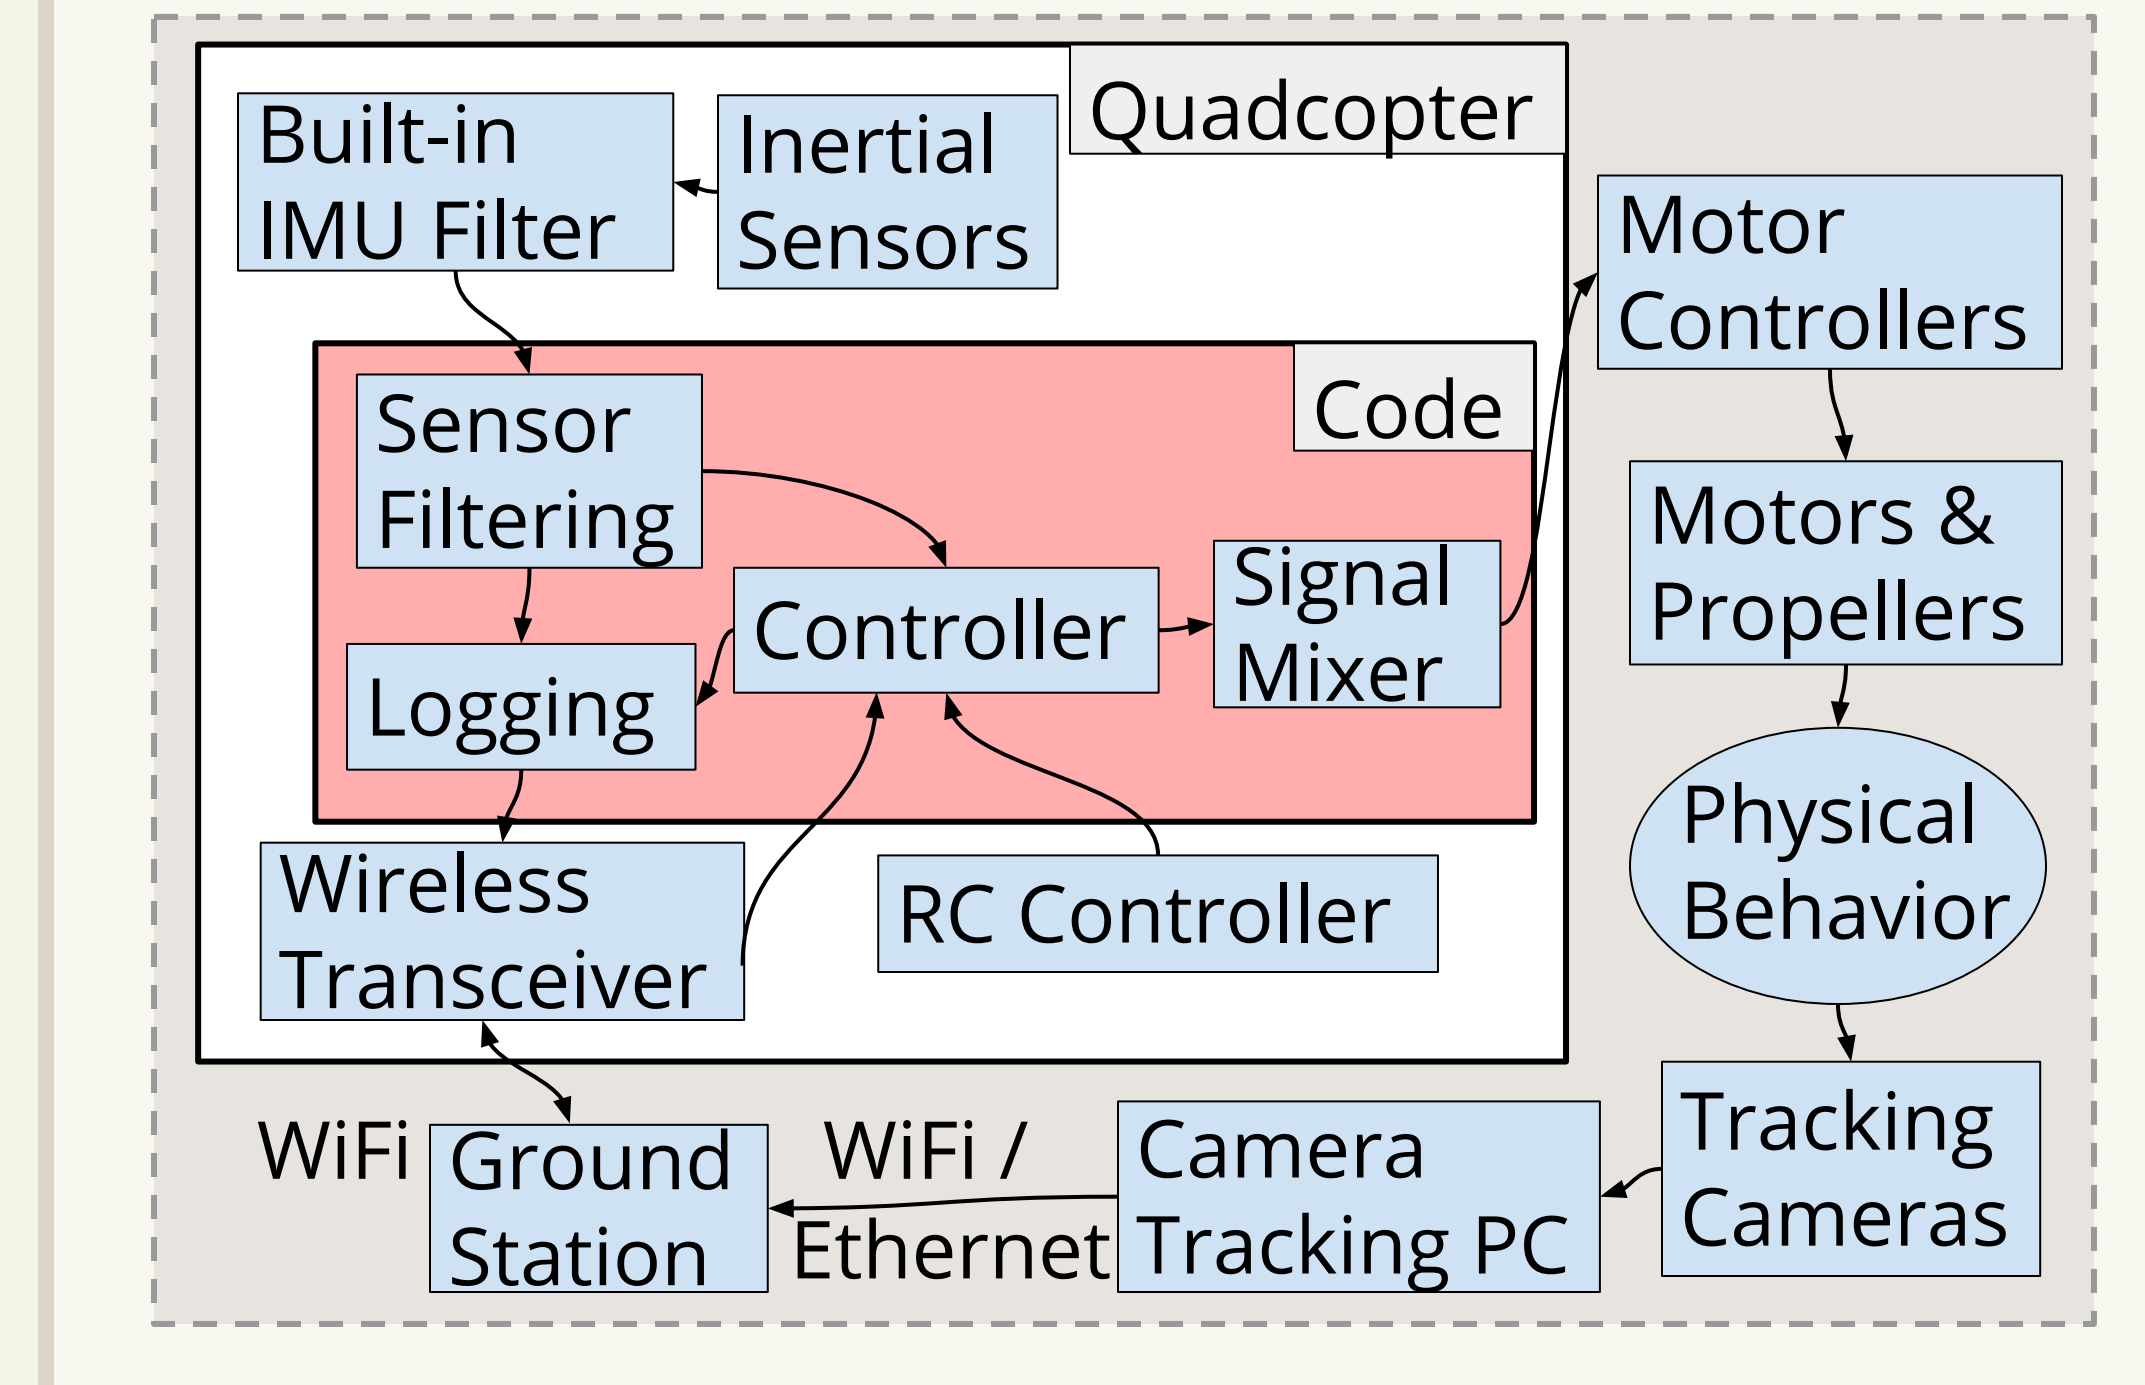 Quadcopter
Built-in
IMU Filter
Inertial
Sensors
Motor
Controllers
Code
Sensor
Filtering
Motors &
Propellers
Controller
Signal
Mixer
Logging
Physical
Behavior
Wireless
Transceiver
RC Controller
Tracking
Cameras
WiFi
Ground
Station
WiFi /
Ethernet
Camera
Tracking PC